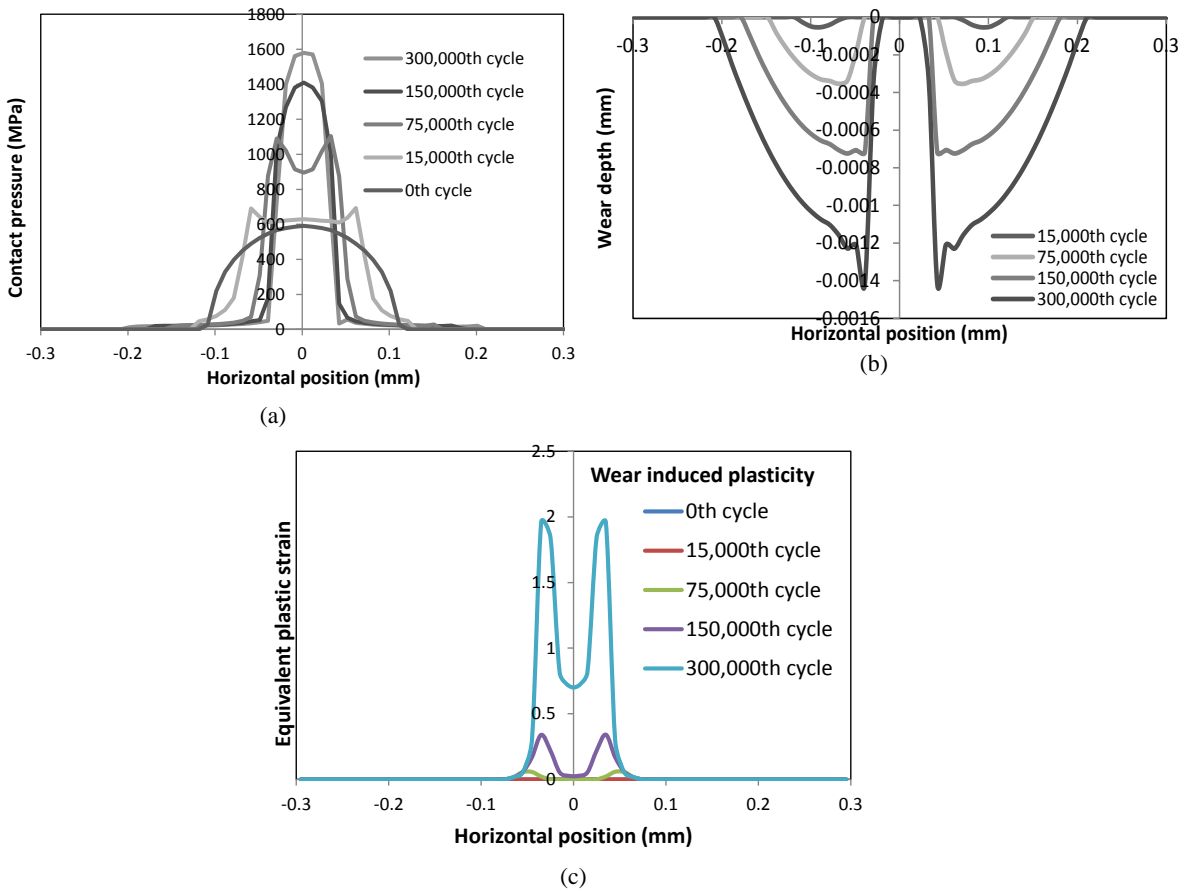 1800
1600
1400
1200
1000
800
600
400
200
0
Contact pressure (MPa)
300,000th cycle
150,000th cycle
75,000th cycle
15,000th cycle
0th cycle
-0.3 -0.2 -0.1 0 0.1 0.2 0.3
Horizontal position (mm)
(a)
0
-0.0002
-0.0004
-0.0006
-0.0008
-0.001
-0.0012
-0.0014
-0.0016
-0.3 -0.2 -0.1 0 0.1 0.2 0.3
Wear depth (mm)
15,000th cycle
75,000th cycle
150,000th cycle
300,000th cycle
Horizontal position (mm)
(b)
2.5
2
1.5
1
0.5
0
Equivalent plastic strain
Wear induced plasticity
0th cycle
15,000th cycle
75,000th cycle
150,000th cycle
300,000th cycle
-0.3 -0.2 -0.1 0 0.1 0.2 0.3
Horizontal position (mm)
(c)